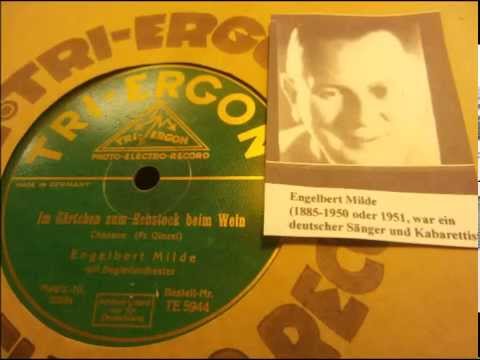 TRI-ERGON
TRI-ERGON
TRI-ERGON
PHOTO-ELECTRO-RECORD
MADE IN GERMANY
Im Gärtchen zum Rebstock beim Wein
Chanson
Engelbert Milde
mit Begleitorchester
Matriz-Nr.
Bestell-Nr.
TE 5944
Engelbert Milde
(1885-1950 oder 1951, war ein
deutscher Sänger und Kabarettis